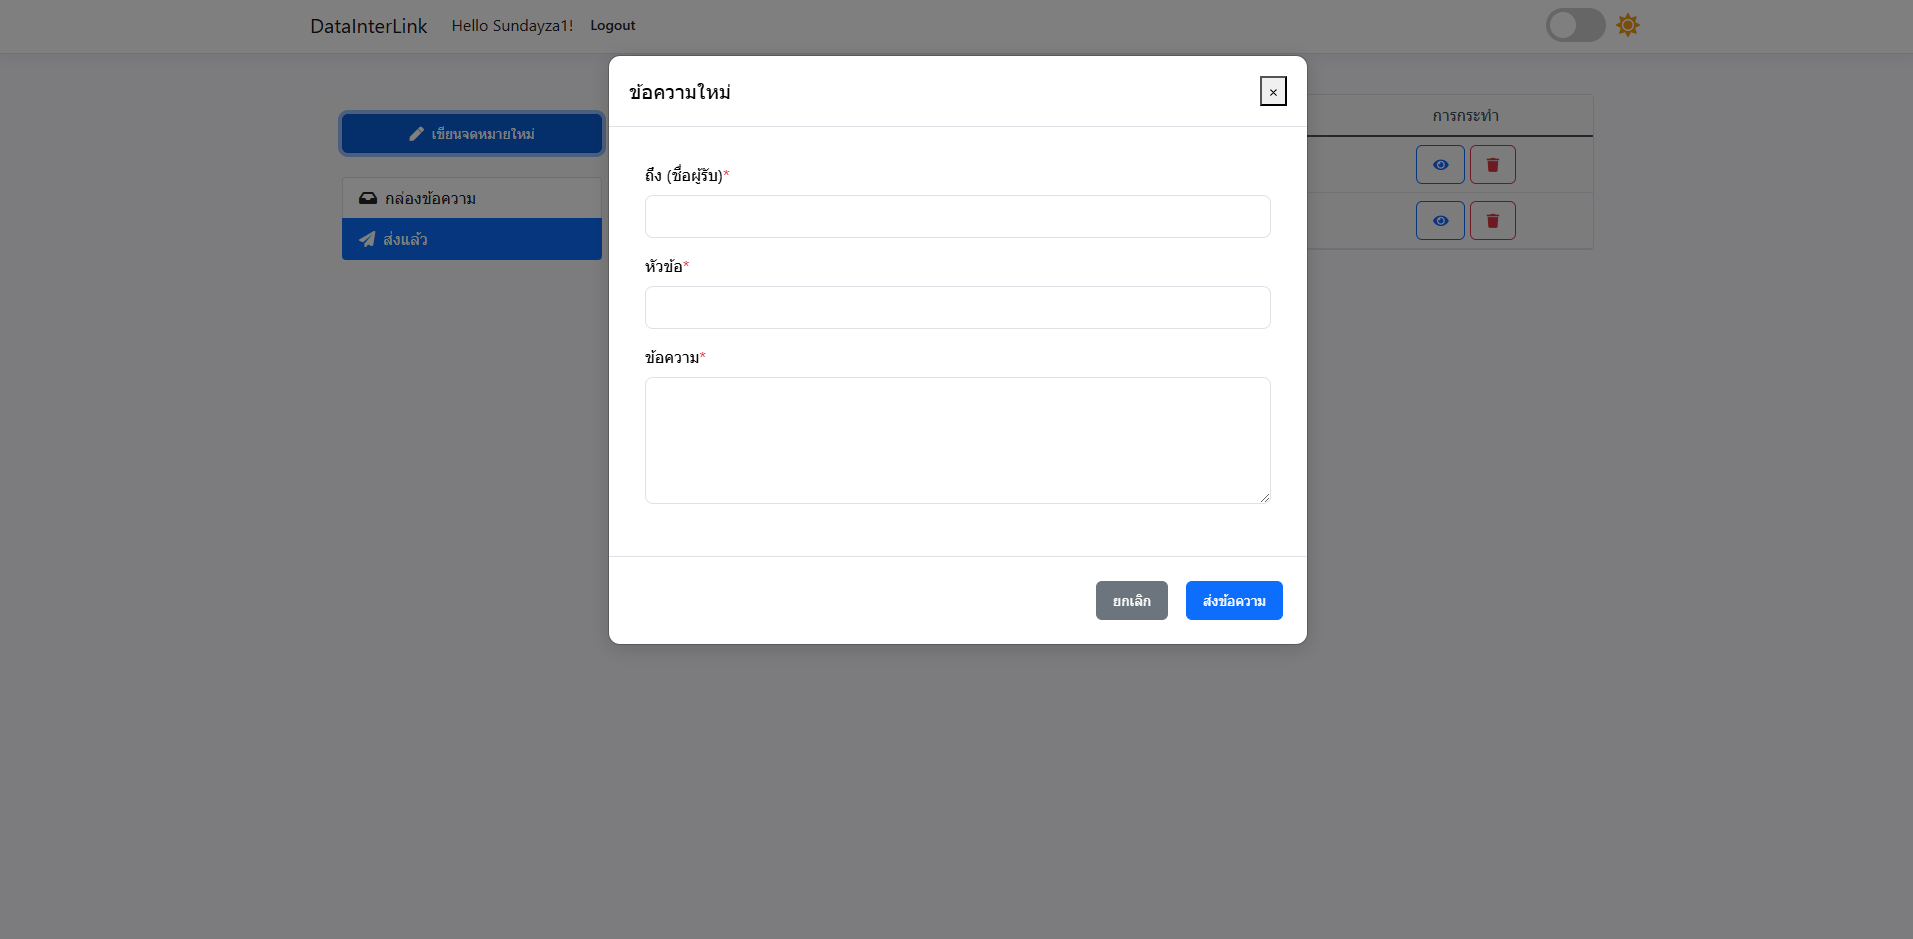 DataInterLink Hello Sundayza1! Logout
ข้อความใหม่ ×
การกระทำ
เขียนจดหมายใหม่
กล่องข้อความ
ส่งแล้ว
ถึง (ชื่อผู้รับ)*
หัวข้อ*
ข้อความ*
ยกเลิก ส่งข้อความ